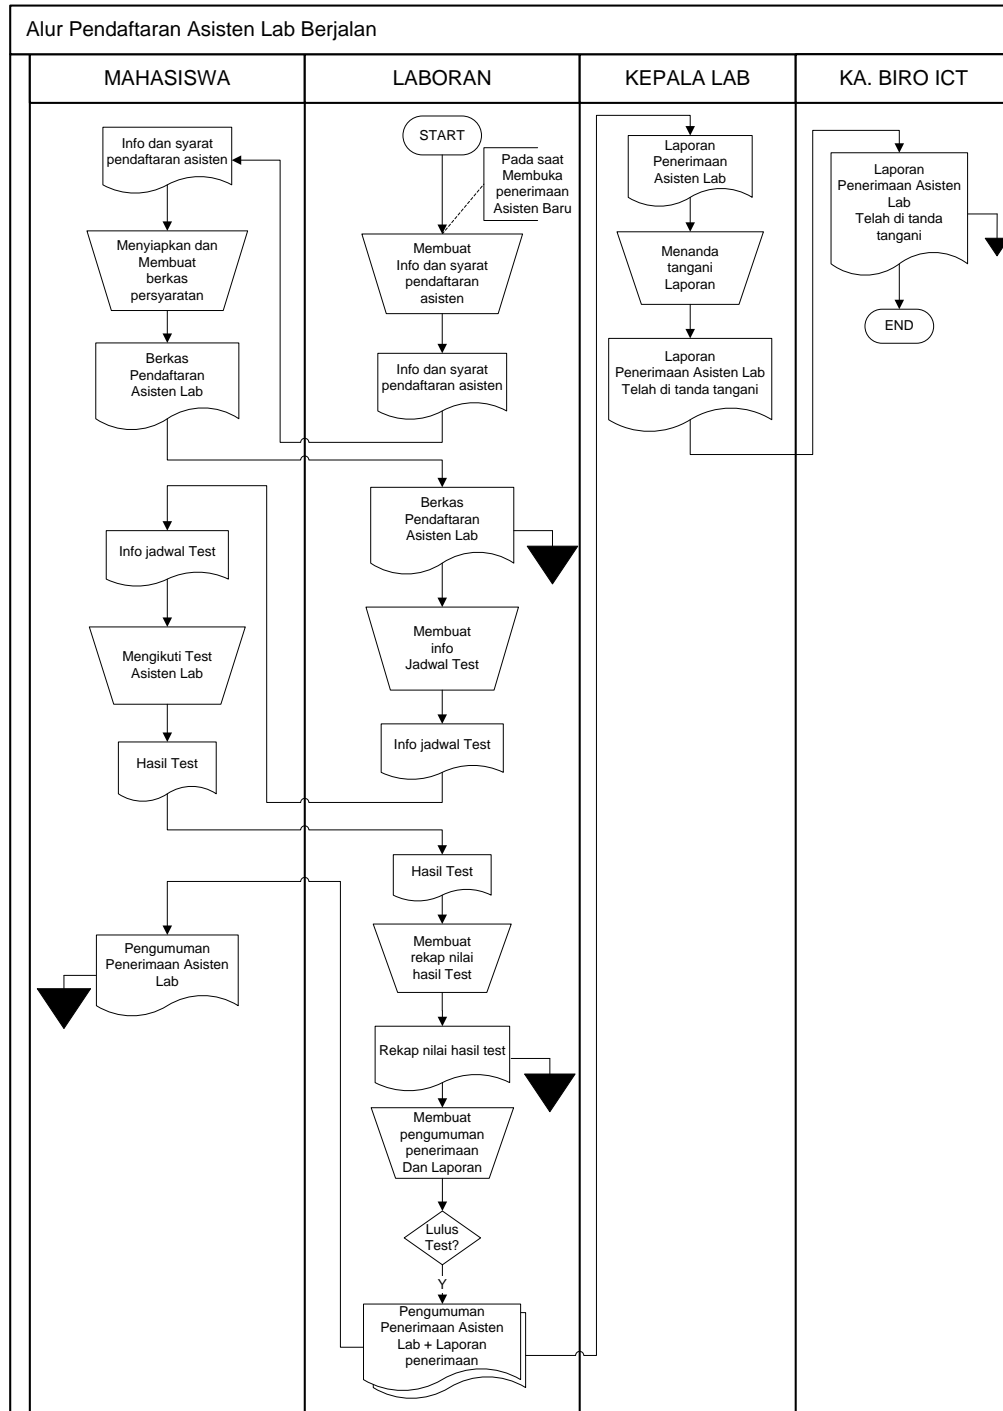 Alur Pendaftaran Asisten Lab Berjalan
MAHASISWA
LABORAN
KEPALA LAB
KA. BIRO ICT
Info dan syarat
pendaftaran asisten
Menyiapkan dan
Membuat
berkas
persyaratan
Berkas
Pendaftaran
Asisten Lab
Info jadwal Test
Mengikuti Test
Asisten Lab
Hasil Test
Pengumuman
Penerimaan Asisten
Lab
START
Pada saat
Membuka
penerimaan
Asisten Baru
Membuat
Info dan syarat
pendaftaran
asisten
Info dan syarat
pendaftaran asisten
Berkas
Pendaftaran
Asisten Lab
Membuat
info
Jadwal Test
Info jadwal Test
Hasil Test
Membuat
rekap nilai
hasil Test
Rekap nilai hasil test
Membuat
pengumuman
penerimaan
Dan Laporan
Lulus
Test?
Y
Pengumuman
Penerimaan Asisten
Lab + Laporan
penerimaan
Laporan
Penerimaan
Asisten Lab
Menanda
tangani
Laporan
Laporan
Penerimaan Asisten Lab
Telah di tanda tangani
Laporan
Penerimaan Asisten
Lab
Telah di tanda
tangani
END